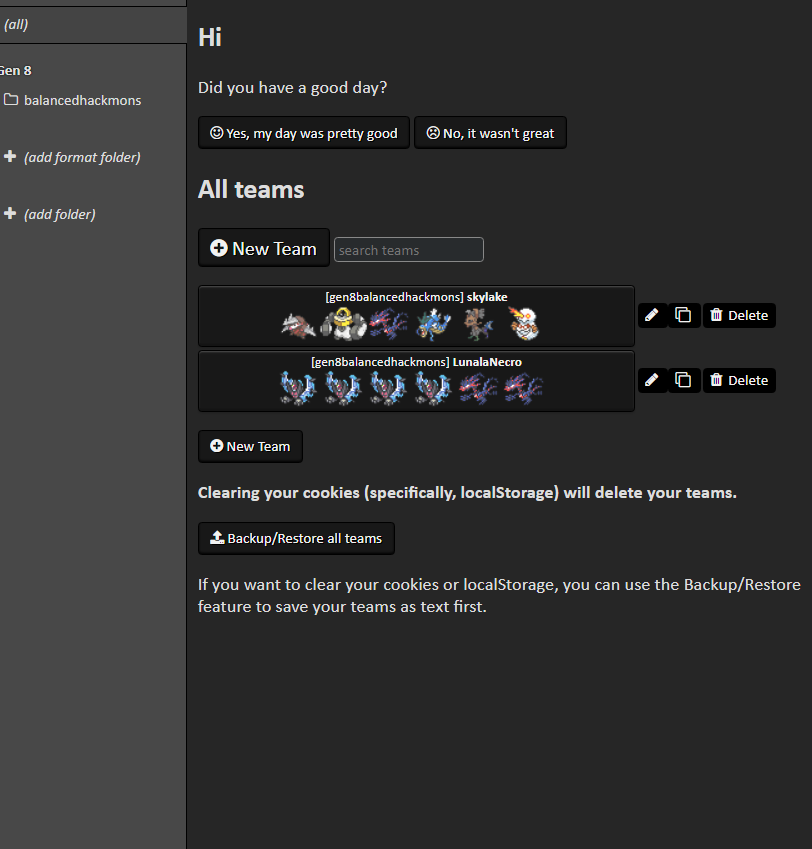 (all)
Gen 8
balancedhackmons
(add format folder)
(add folder)
Hi
Did you have a good day?
Yes, my day was pretty good
No, it wasn't great
All teams
New Team
search teams
[gen8balancedhackmons] skylake
Delete
[gen8balancedhackmons] LunalaNecro
Delete
New Team
Clearing your cookies (specifically, localStorage) will delete your teams.
Backup/Restore all teams
If you want to clear your cookies or localStorage, you can use the Backup/Restore
feature to save your teams as text first.